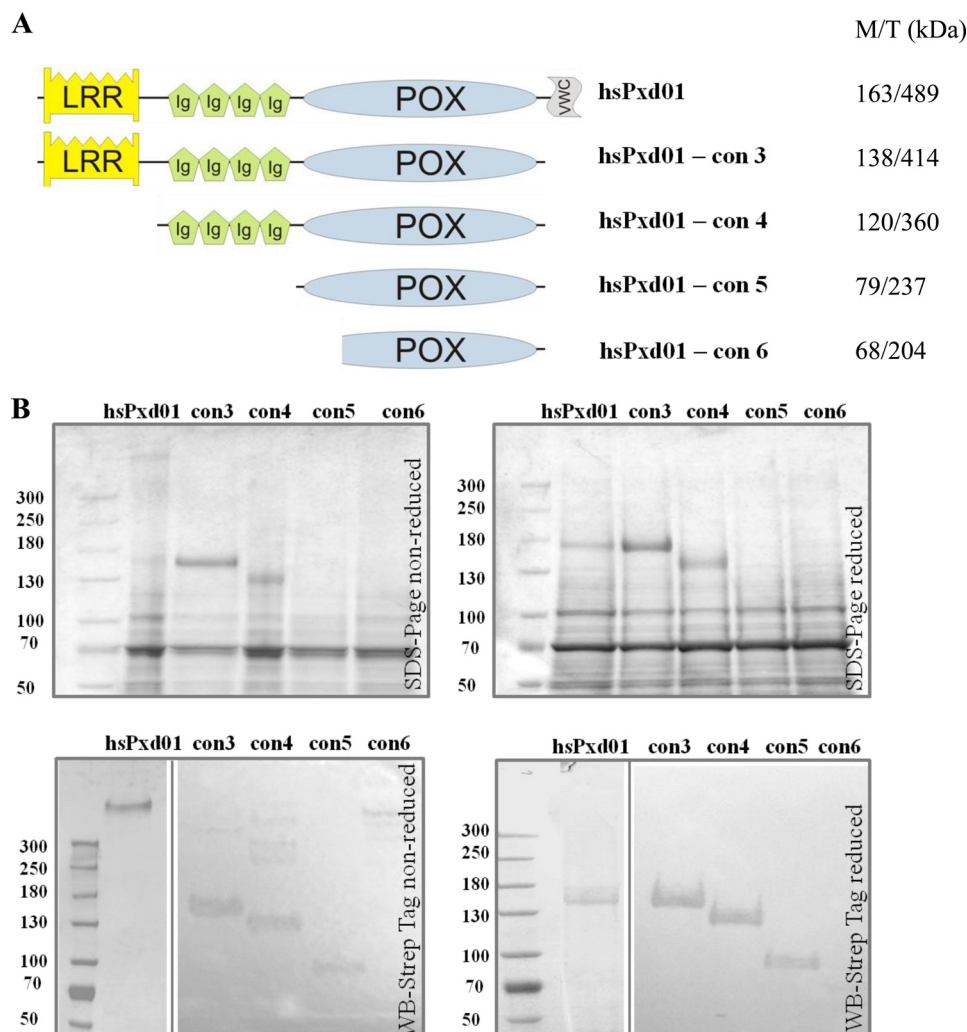 A
M/T (kDa)
LRR Ig Ig Ig Ig POX VWC hsPxd01 163/489
LRR Ig Ig Ig Ig POX hsPxd01 – con 3 138/414
Ig Ig Ig Ig POX hsPxd01 – con 4 120/360
POX hsPxd01 – con 5 79/237
POX hsPxd01 – con 6 68/204
B
hsPxd01 con3 con4 con5 con6
300
250
180
130
100
70
50
SDS-Page non-reduced
hsPxd01 con3 con4 con5 con6
300
250
180
130
100
70
50
SDS-Page reduced
hsPxd01 con3 con4 con5 con6
300
250
180
130
100
70
50
WB-Strep Tag non-reduced
hsPxd01 con3 con4 con5 con6
300
250
180
130
100
70
50
WB-Strep Tag reduced